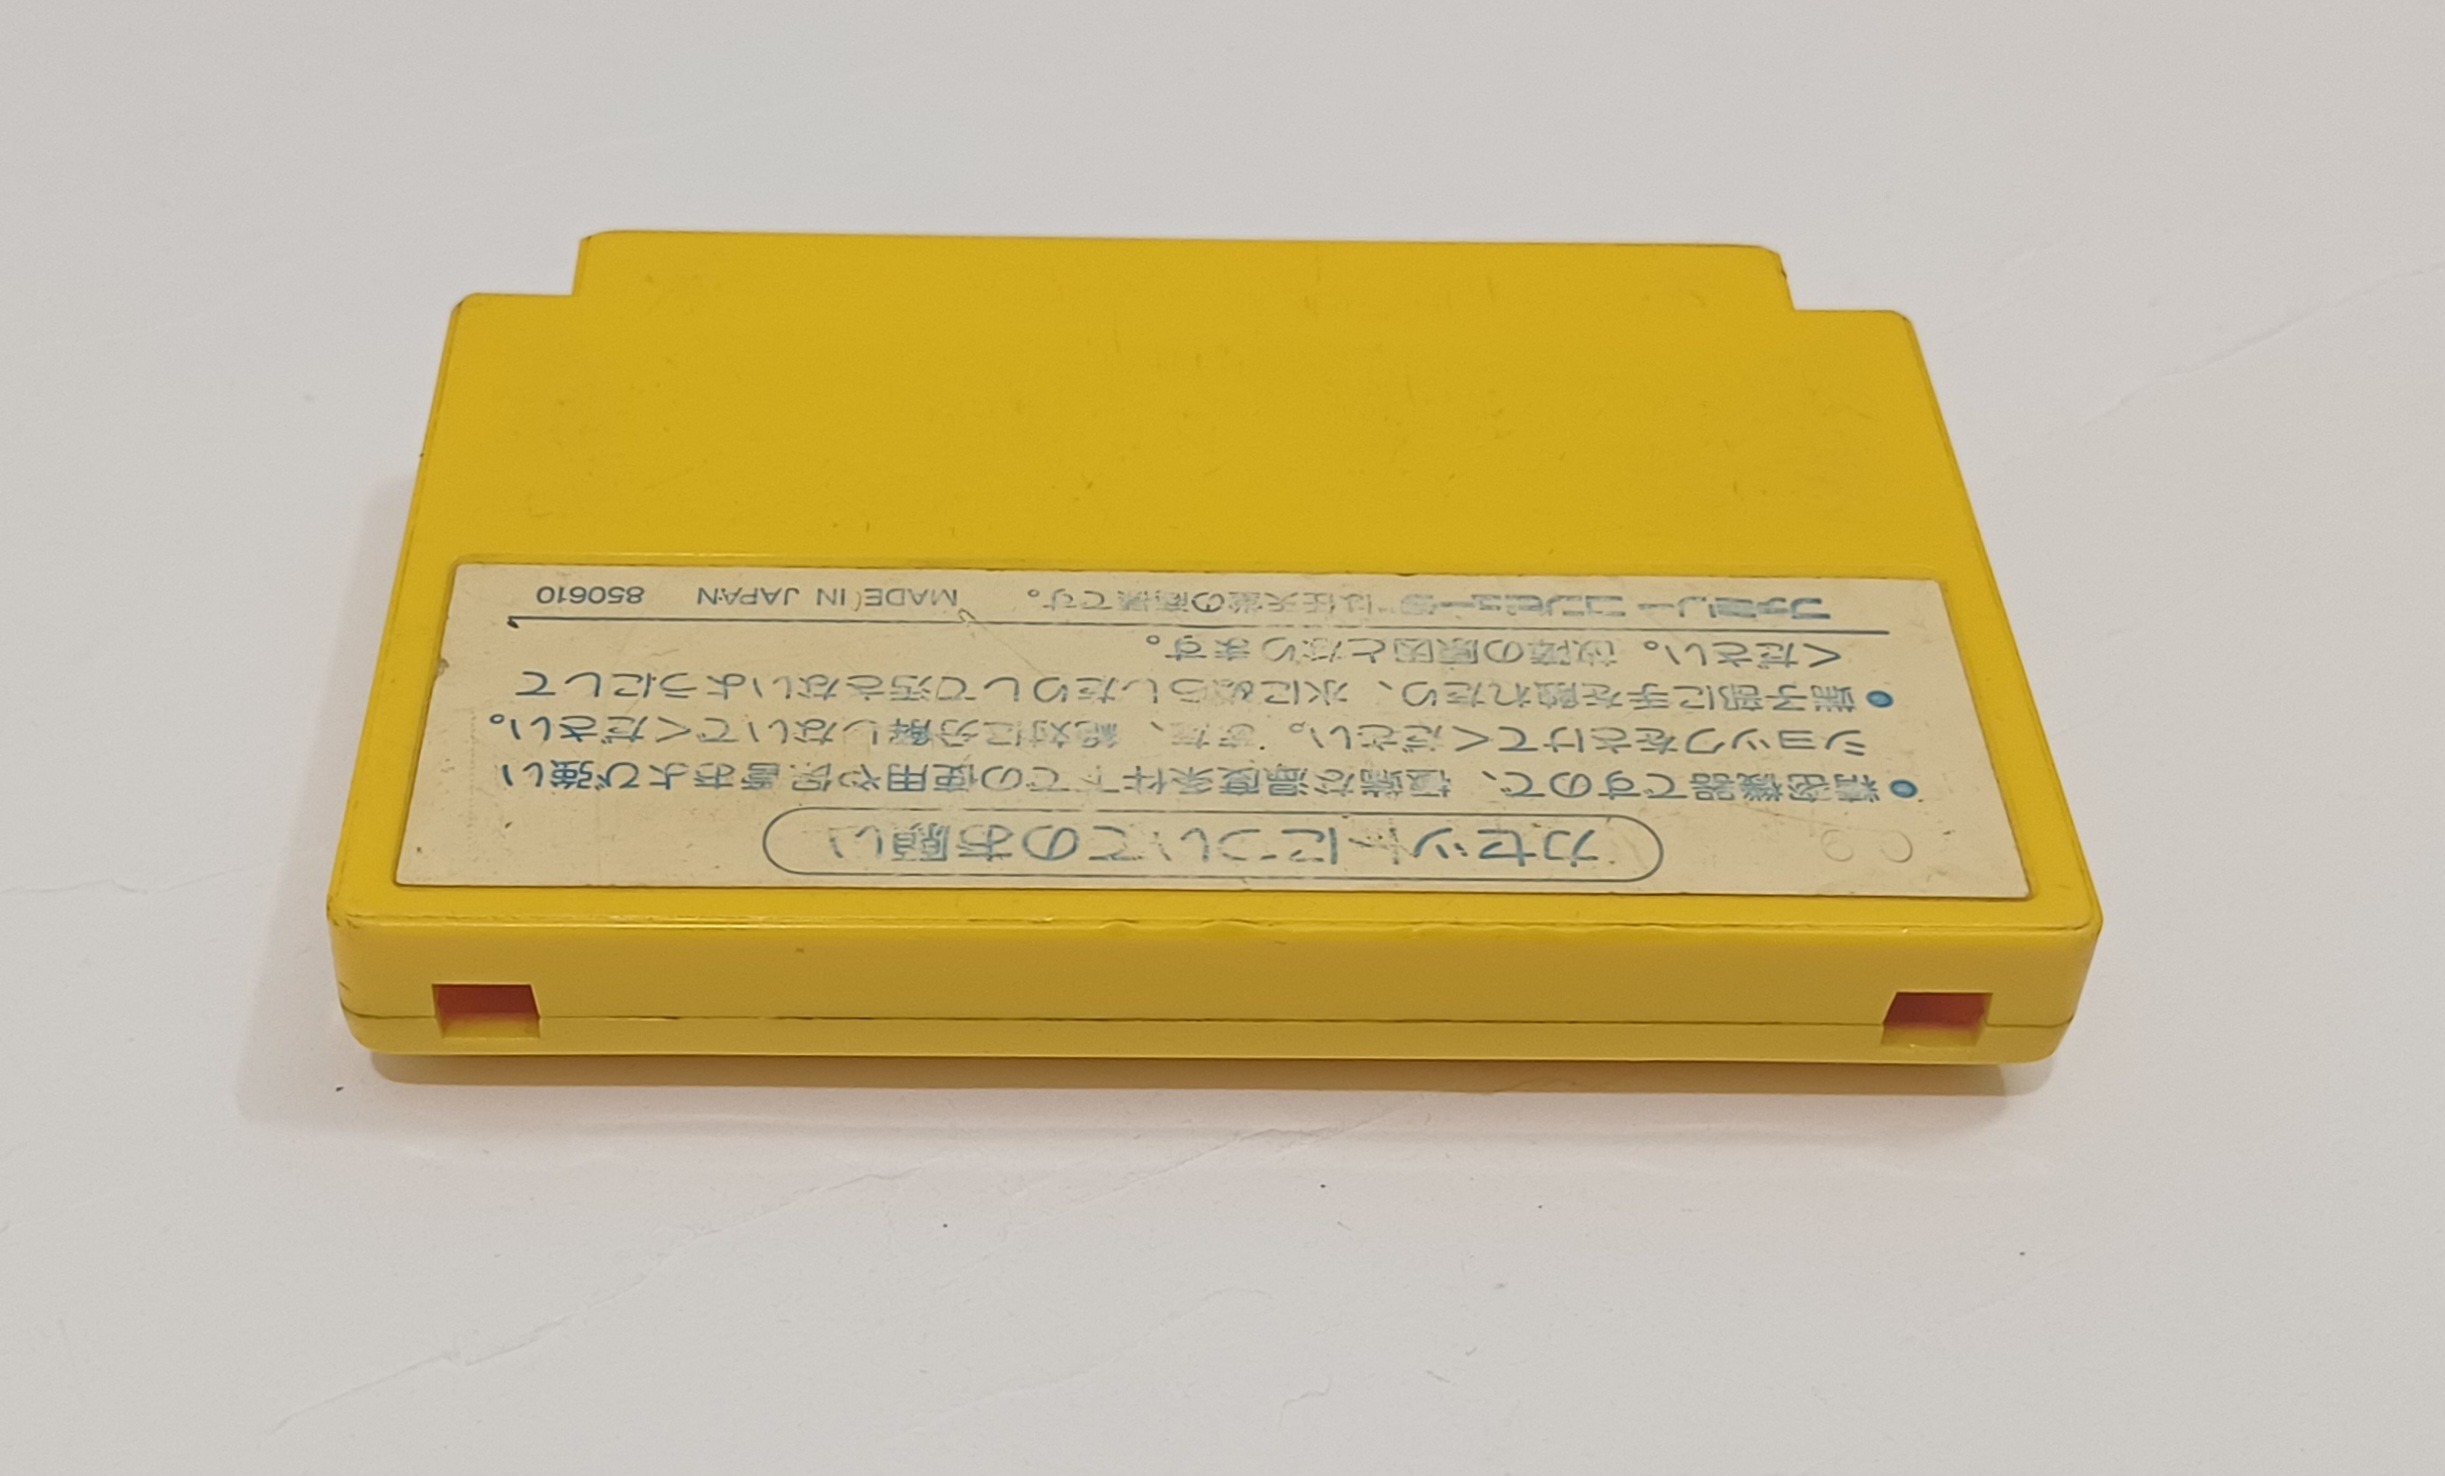 カセットについてのお願い
●精密機器ですので、極端な温度条件下での使用や保管および強い
ショックをさけてください。また、絶対に分解しないでください。
●端子部に手を触れたり、水にぬらしたりして汚さないようにして
ください。故障の原因となります。
ファミリーコンピュータ"は任天堂の商標です。 MADE IN JAPAN 850610